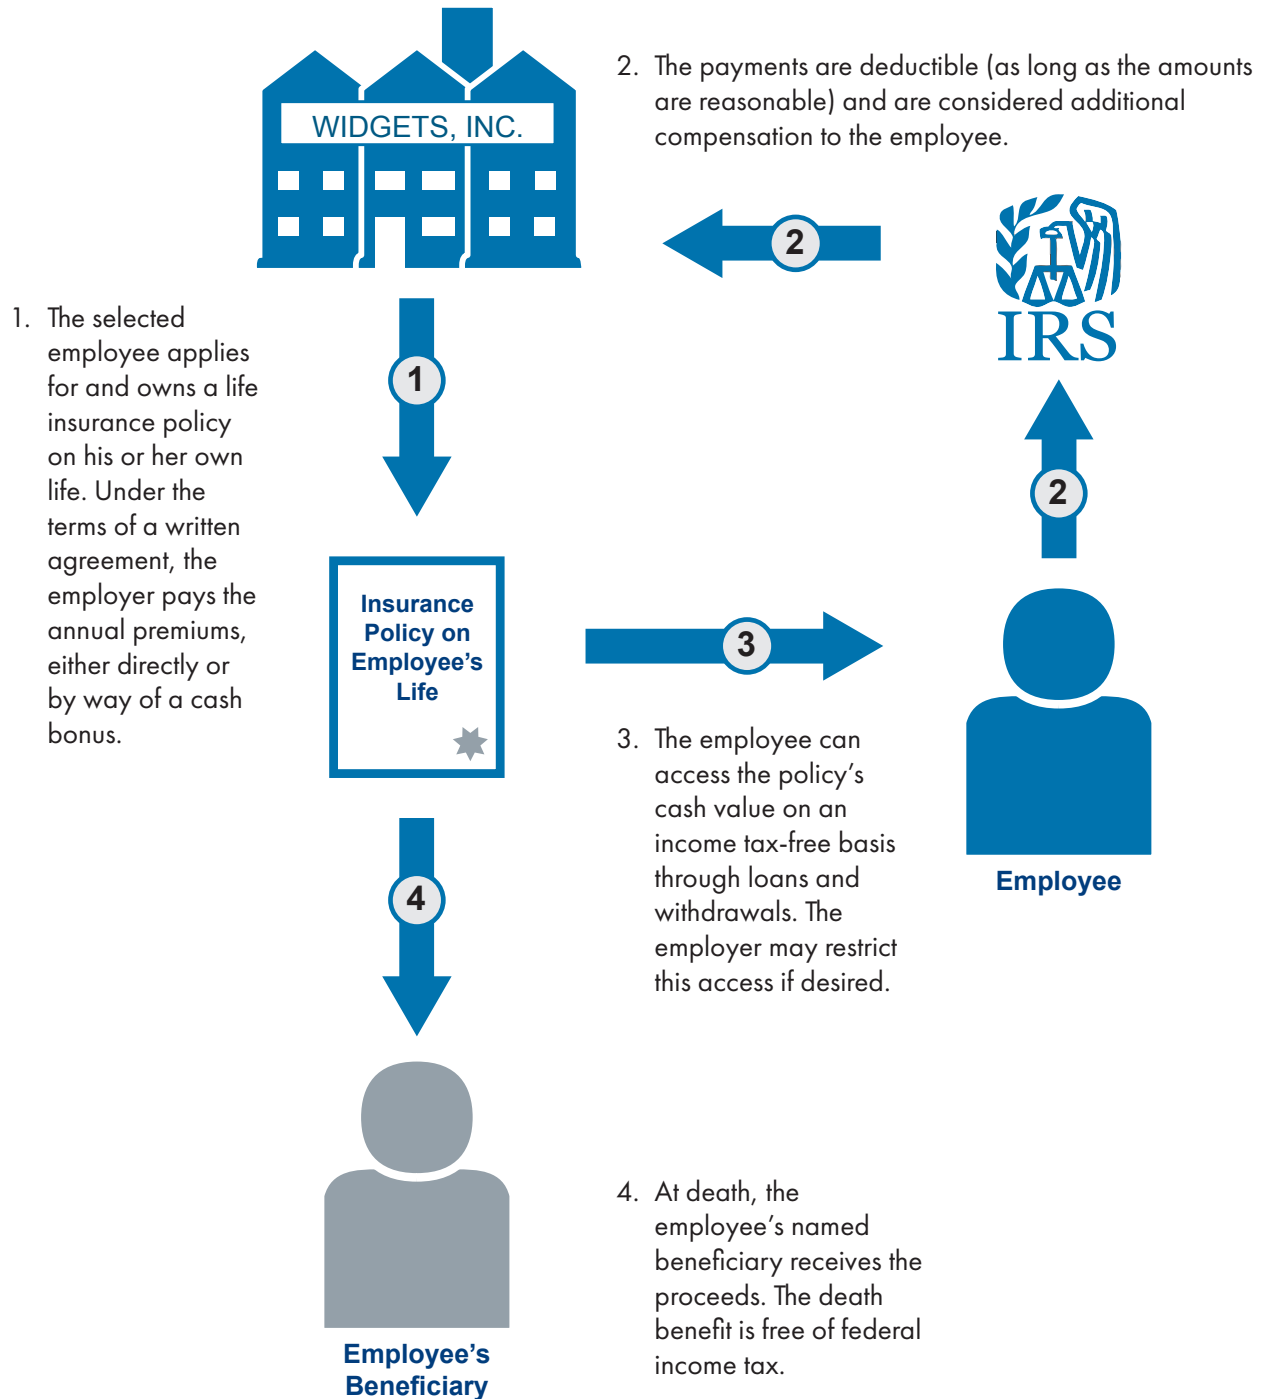 WIDGETS, INC.
2. The payments are deductible (as long as the amounts
are reasonable) and are considered additional
compensation to the employee.
2
IRS
1. The selected
employee applies
for and owns a life
insurance policy
on his or her own
life. Under the
terms of a written
agreement, the
employer pays the
annual premiums,
either directly or
by way of a cash
bonus.
1
2
Insurance
Policy on
Employee’s
Life
3
3. The employee can
access the policy’s
cash value on an
income tax-free basis
through loans and
withdrawals. The
employer may restrict
this access if desired.
Employee
4
4. At death, the
employee’s named
beneficiary receives the
proceeds. The death
benefit is free of federal
income tax.
Employee’s
Beneficiary